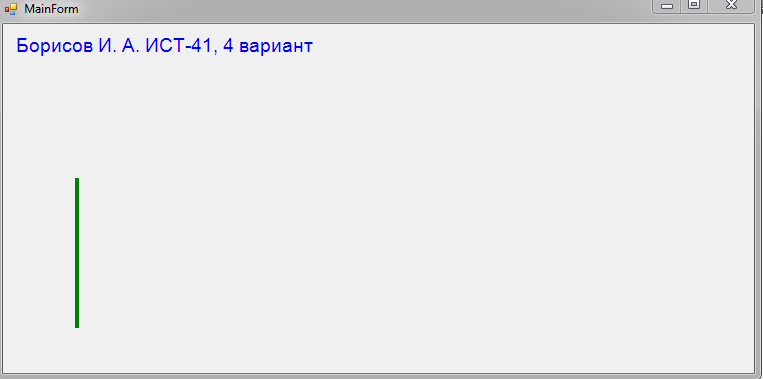 MainForm
Борисов И. А. ИСТ-41, 4 вариант